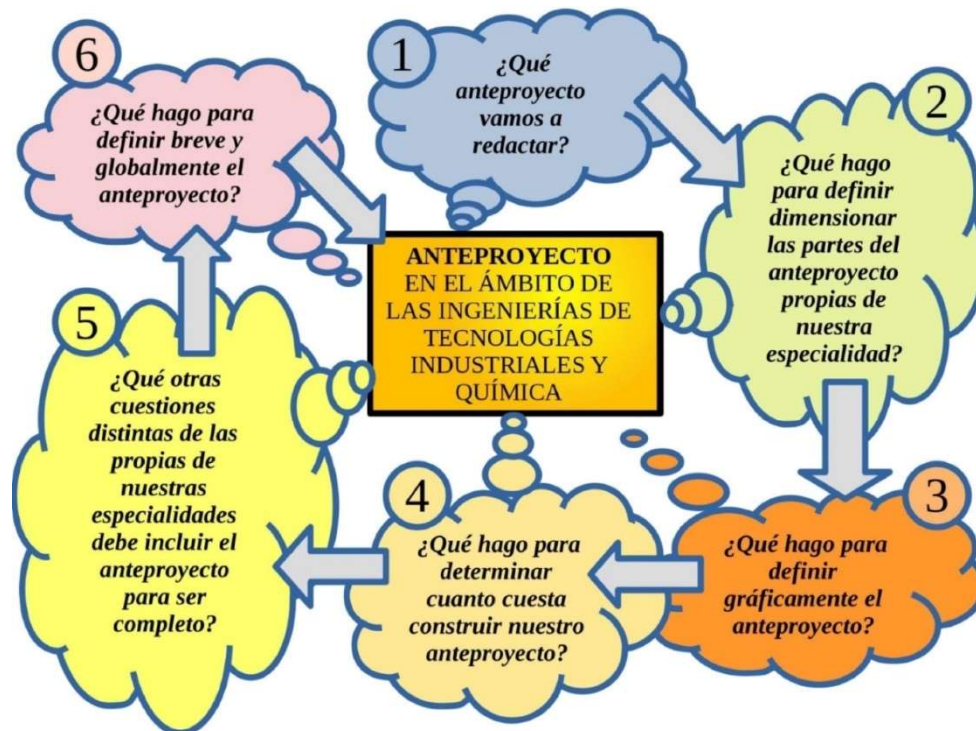 1
¿Qué
anteproyecto
vamos a
redactar?
2
¿Qué hago
para definir
dimensionar
las partes del
anteproyecto
propias de
nuestra
especialidad?
3
¿Qué hago para
definir
gráficamente el
anteproyecto?
4
¿Qué hago para
determinar
cuanto cuesta
construir nuestro
anteproyecto?
5
¿Qué otras
cuestiones
distintas de las
propias de
nuestras
especialidades
debe incluir el
anteproyecto
para ser
completo?
6
¿Qué hago para
definir breve y
globalmente el
anteproyecto?
ANTEPROYECTO
EN EL ÁMBITO DE
LAS INGENIERÍAS DE
TECNOLOGÍAS
INDUSTRIALES Y
QUÍMICA